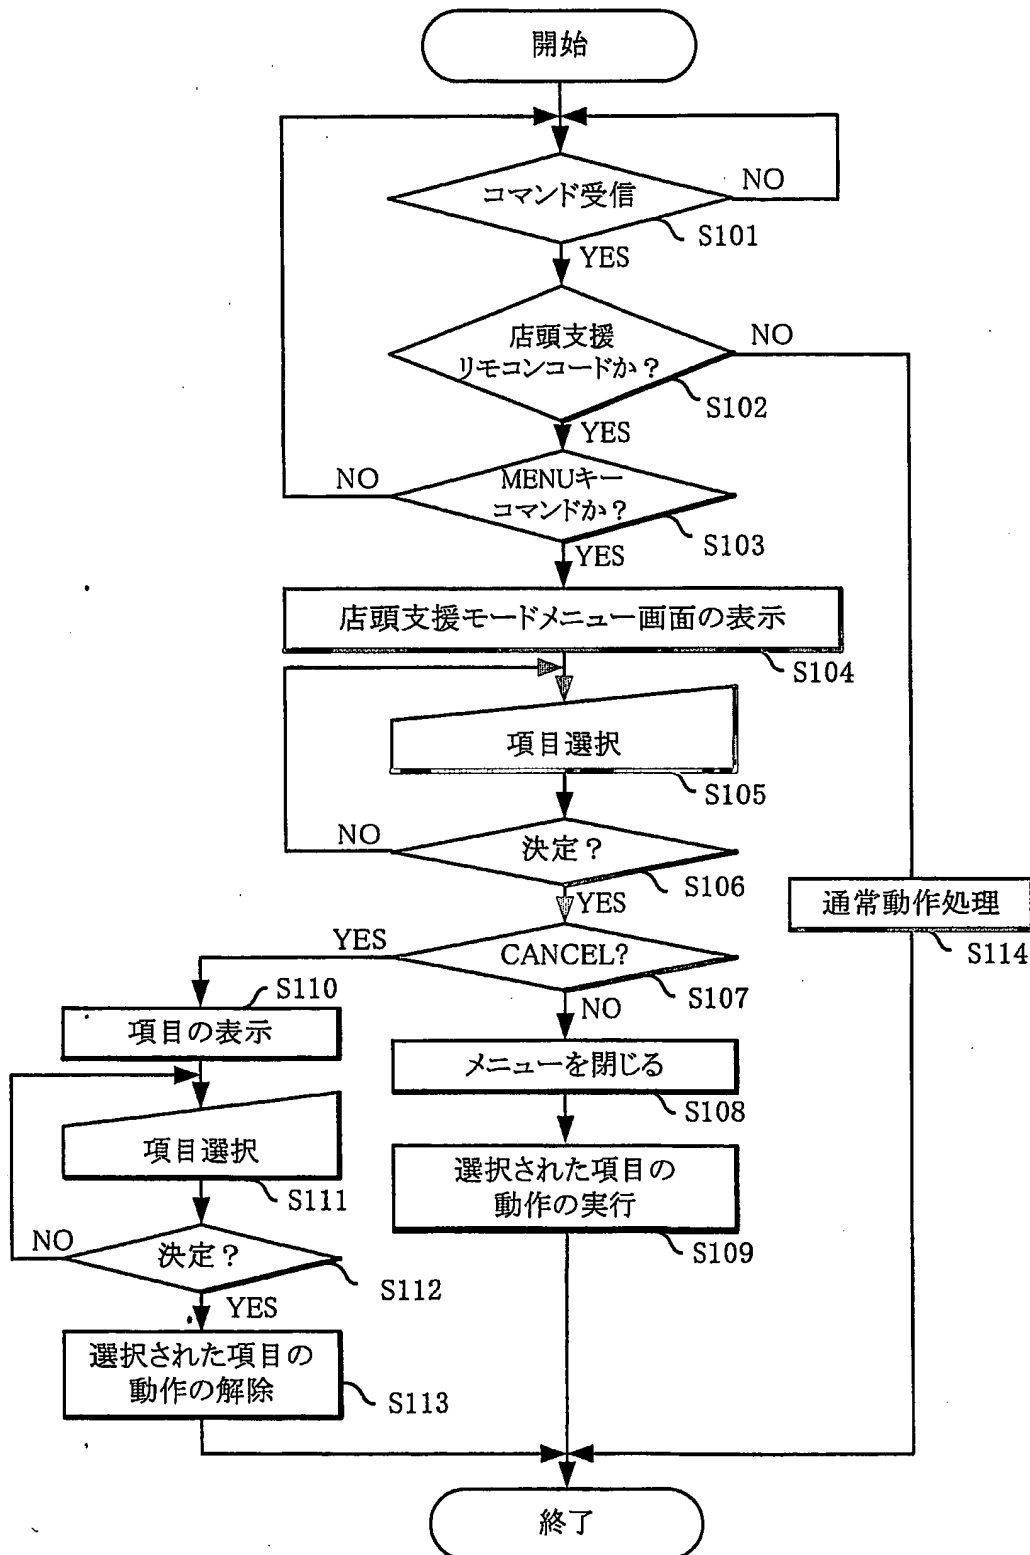 開始
コマンド受信
NO
S101
YES
店頭支援
リモコンコードか？
NO
S102
YES
MENUキー
コマンドか？
NO
S103
YES
店頭支援モードメニュー画面の表示
S104
項目選択
S105
決定？
NO
S106
YES
通常動作処理
S114
CANCEL?
YES
S107
NO
S110
項目の表示
メニューを閉じる
S108
項目選択
S111
選択された項目の
動作の実行
S109
決定？
NO
S112
YES
選択された項目の
動作の解除
S113
終了